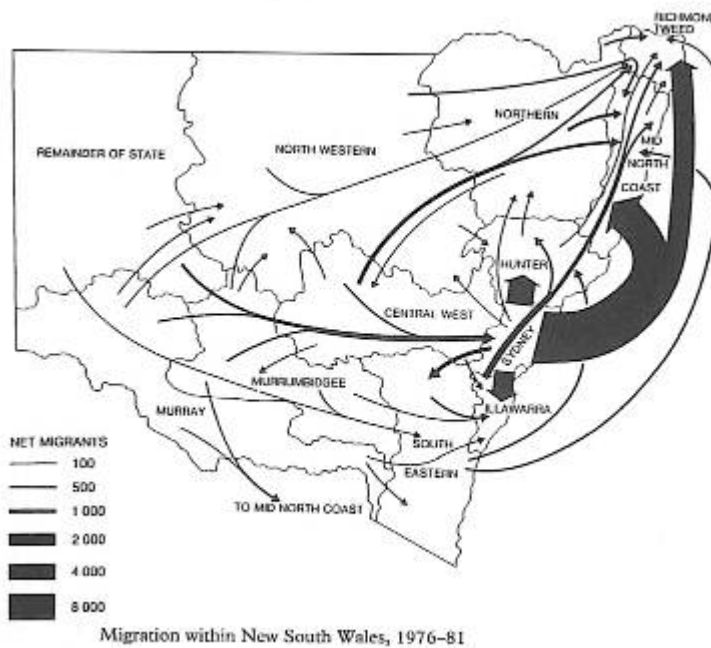 RICHMOND
TWEED
NORTHERN
REMAINDER OF STATE
NORTH WESTERN
MID
NORTH
COAST
HUNTER
CENTRAL WEST
SYDNEY
MURRUMBIDGEE
MURRAY
ILLAWARRA
SOUTH
EASTERN
TO MID NORTH COAST
NET MIGRANTS
100
500
1 000
2 000
4 000
8 000
Migration within New South Wales, 1976–81